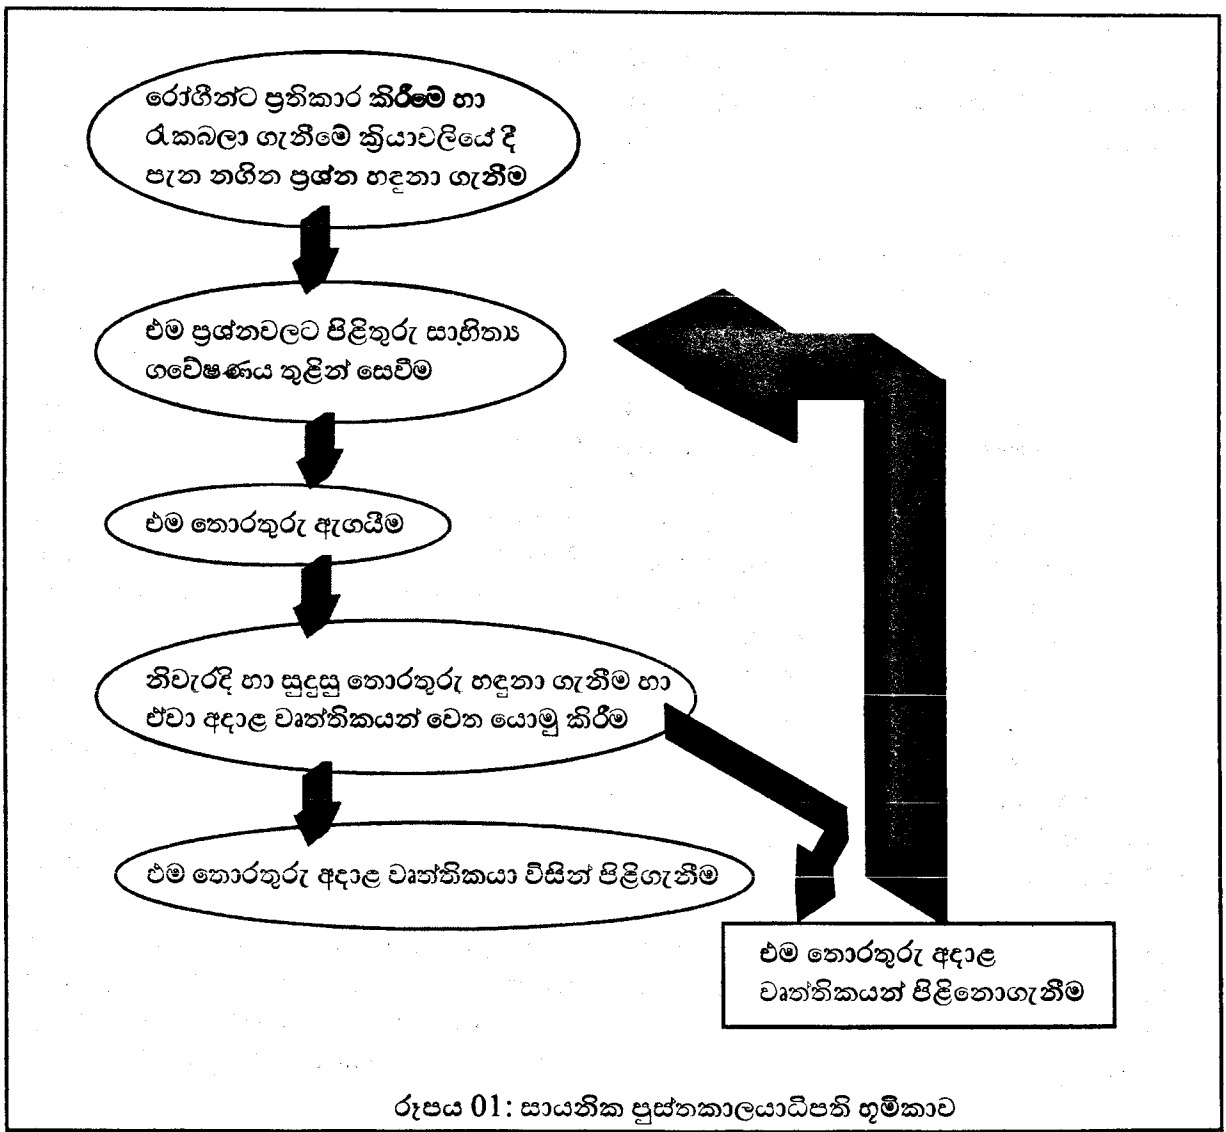 රෝගීන්ට ප්‍රතිකාර කිරීමේ හා
රැකබලා ගැනීමේ ක්‍රියාවලියේ දී
පැන නගින ප්‍රශ්න හඳුනා ගැනීම
එම ප්‍රශ්නවලට පිළිතුරු සාහිත්‍ය
ගවේෂණය තුළින් සෙවීම
එම තොරතුරු ඇගයීම
නිවැරදි හා සුදුසු තොරතුරු හඳුනා ගැනීම හා
ඒවා අදාළ වෘත්තිකයන් වෙත යොමු කිරීම
එම තොරතුරු අදාළ වෘත්තිකයා විසින් පිළිගැනීම
එම තොරතුරු අදාළ
වෘත්තිකයන් පිළිනොගැනීම
රූපය 01: සායනික පුස්තකාලයාධිපති භූමිකාව